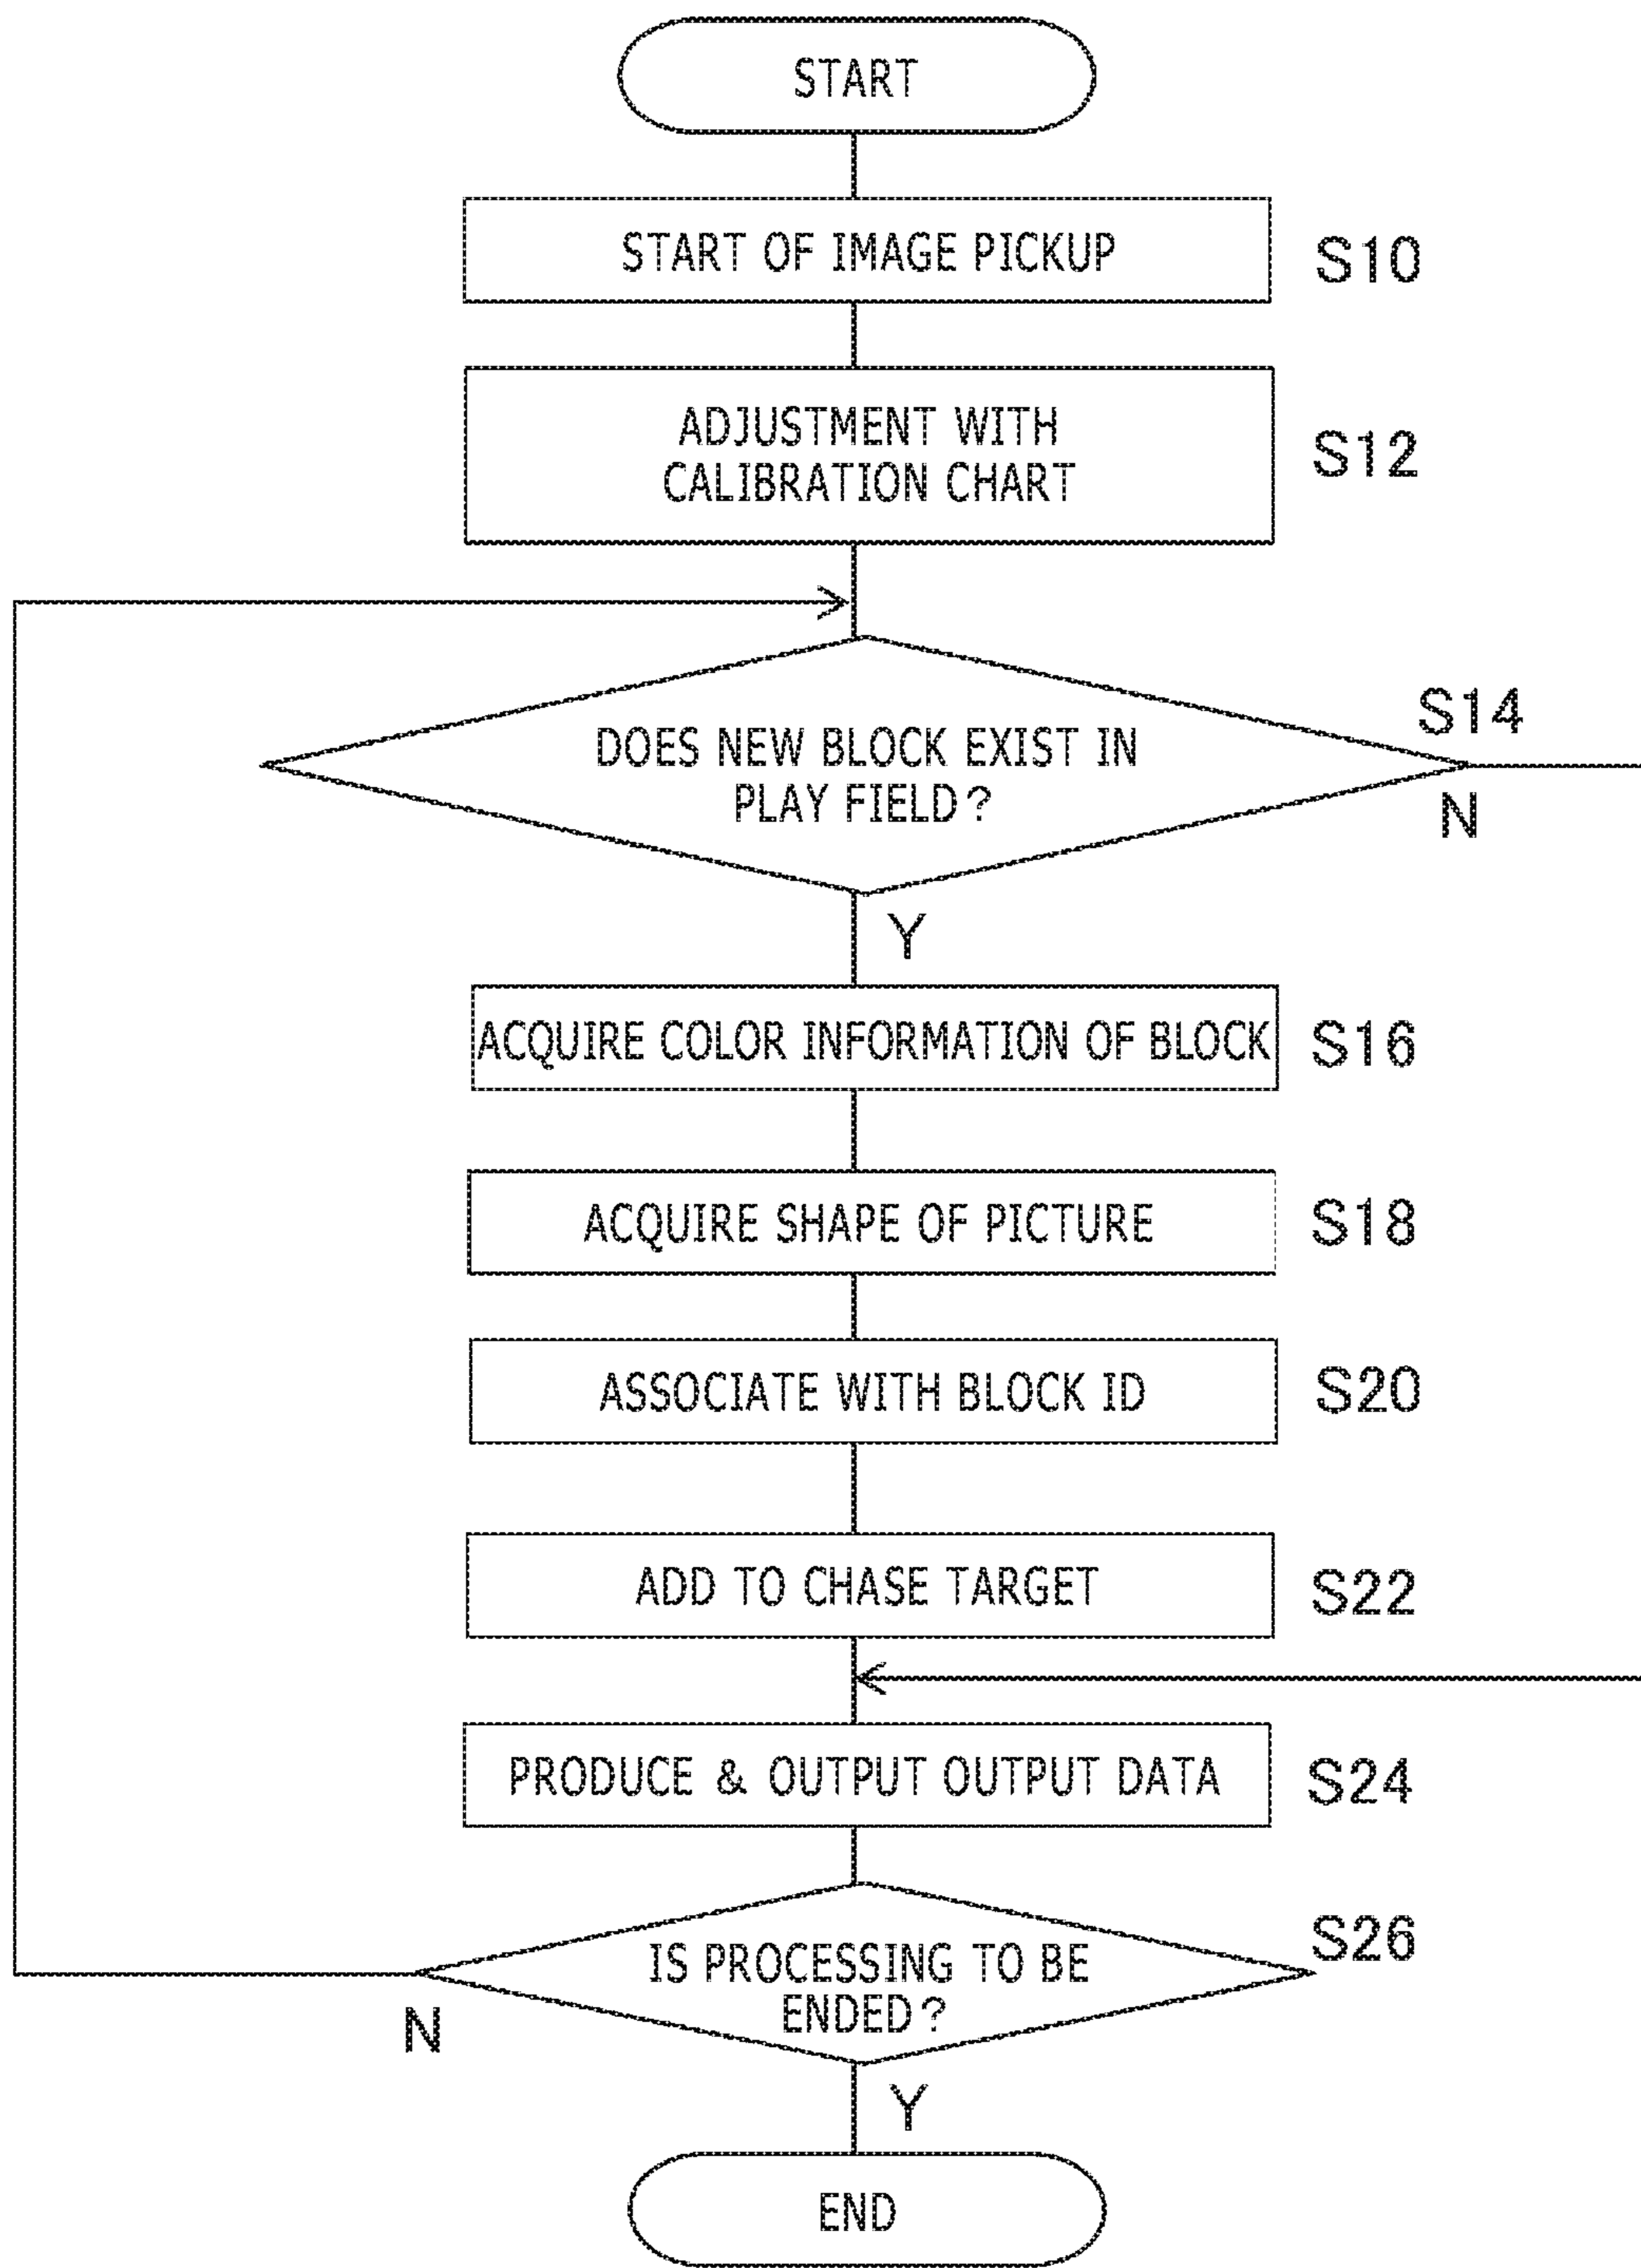 START
START OF IMAGE PICKUP
S10
ADJUSTMENT WITH
CALIBRATION CHART
S12
DOES NEW BLOCK EXIST IN
PLAY FIELD?
S14
N
Y
ACQUIRE COLOR INFORMATION OF BLOCK
S16
ACQUIRE SHAPE OF PICTURE
S18
ASSOCIATE WITH BLOCK ID
S20
ADD TO CHASE TARGET
S22
PRODUCE & OUTPUT OUTPUT DATA
S24
IS PROCESSING TO BE
ENDED?
S26
N
Y
END